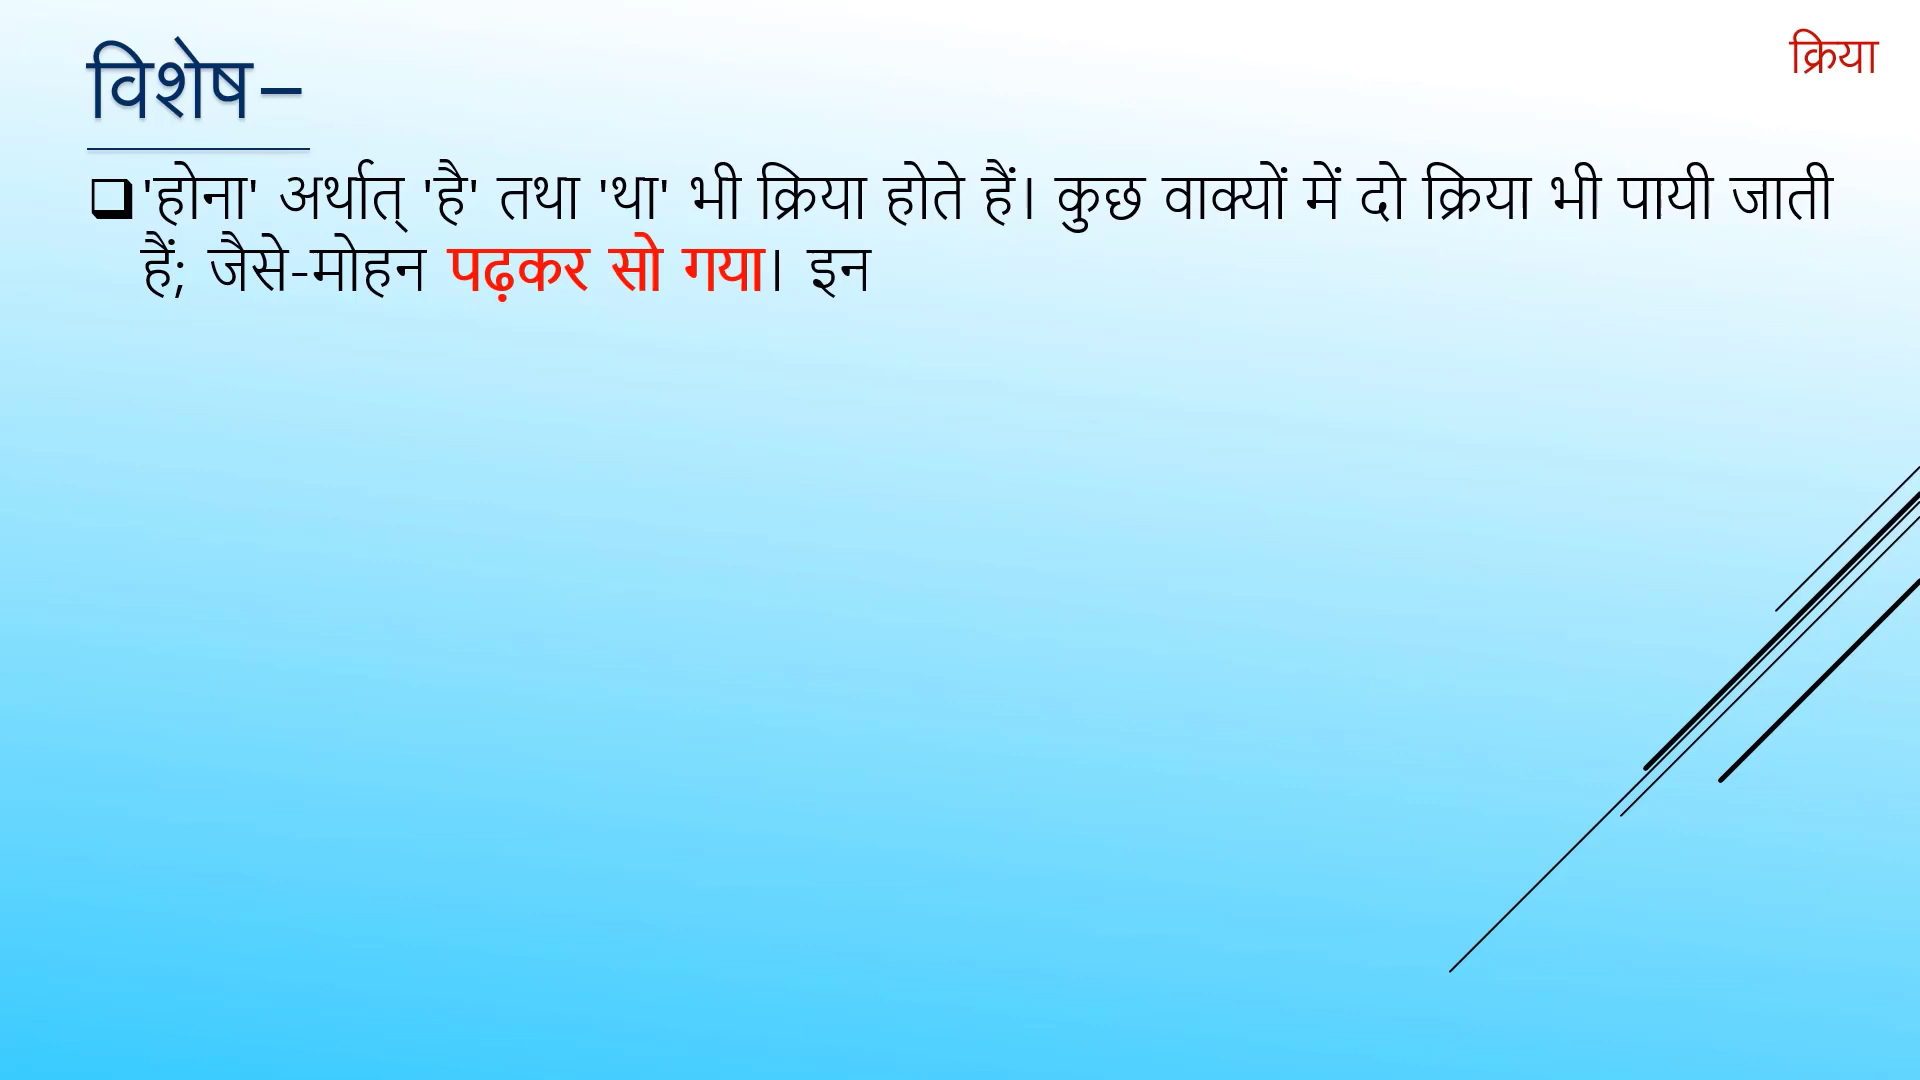 क्रिया
विशेष–
'होना' अर्थात् 'है' तथा 'था' भी क्रिया होते हैं। कुछ वाक्यों में दो क्रिया भी पायी जाती
हैं; जैसे-मोहन पढ़कर सो गया। इन